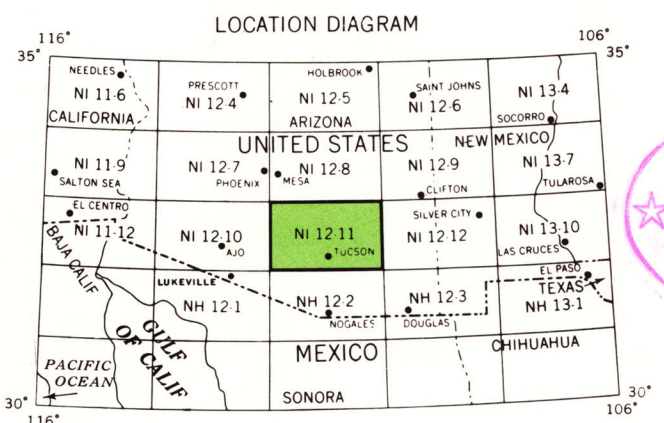 LOCATION DIAGRAM
116° 106°
35° 35°
NEEDLES PRESCOTT HOLBROOK SAINT JOHNS
NI 11-6 NI 12-4 NI 12-5 NI 12-6 NI 13-4
CALIFORNIA ARIZONA SOCORRO
UNITED STATES NEW MEXICO
NI 11-9 NI 12-7 NI 12-8 NI 12-9 NI 13-7
SALTON SEA PHOENIX MESA CLIFTON TULAROSA
EL CENTRO SILVER CITY
NI 11-12 NI 12-10 NI 12-11 NI 12-12 NI 13-10
BAJA CALIF AJO TUCSON LAS CRUCES
LUKEVILLE EL PASO
NH 12-1 NH 12-2 NH 12-3 TEXAS
NOGALES DOUGLAS NH 13-1
GULF
OF CALIF
MEXICO CHIHUAHUA
PACIFIC
OCEAN
SONORA
30° 30°
116° 106°